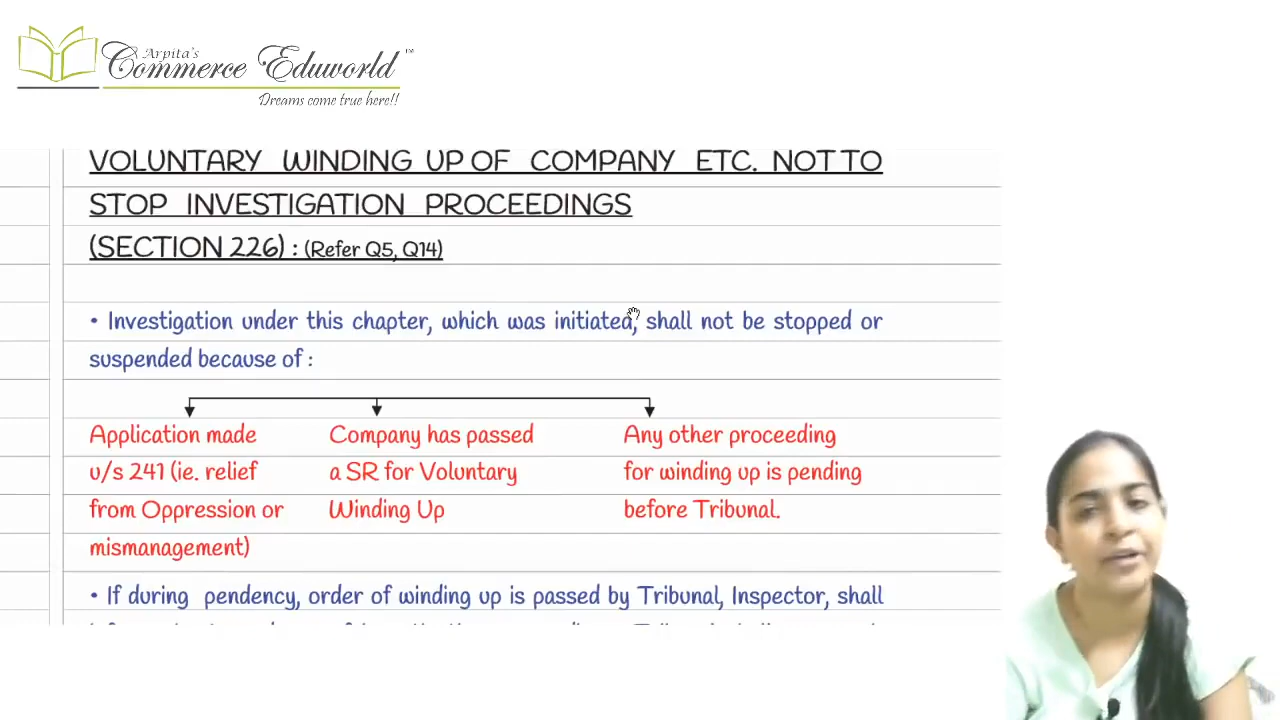 Arpita's
Commerce Eduworld™
Dreams come true here!!
VOLUNTARY WINDING UP OF COMPANY ETC. NOT TO
STOP INVESTIGATION PROCEEDINGS
(SECTION 226) : (Refer Q5, Q14)
• Investigation under this chapter, which was initiated, shall not be stopped or
suspended because of :
Application made
u/s 241 (ie. relief
from Oppression or
mismanagement)
Company has passed
a SR for Voluntary
Winding Up
Any other proceeding
for winding up is pending
before Tribunal.
• If during pendency, order of winding up is passed by Tribunal, Inspector, shall